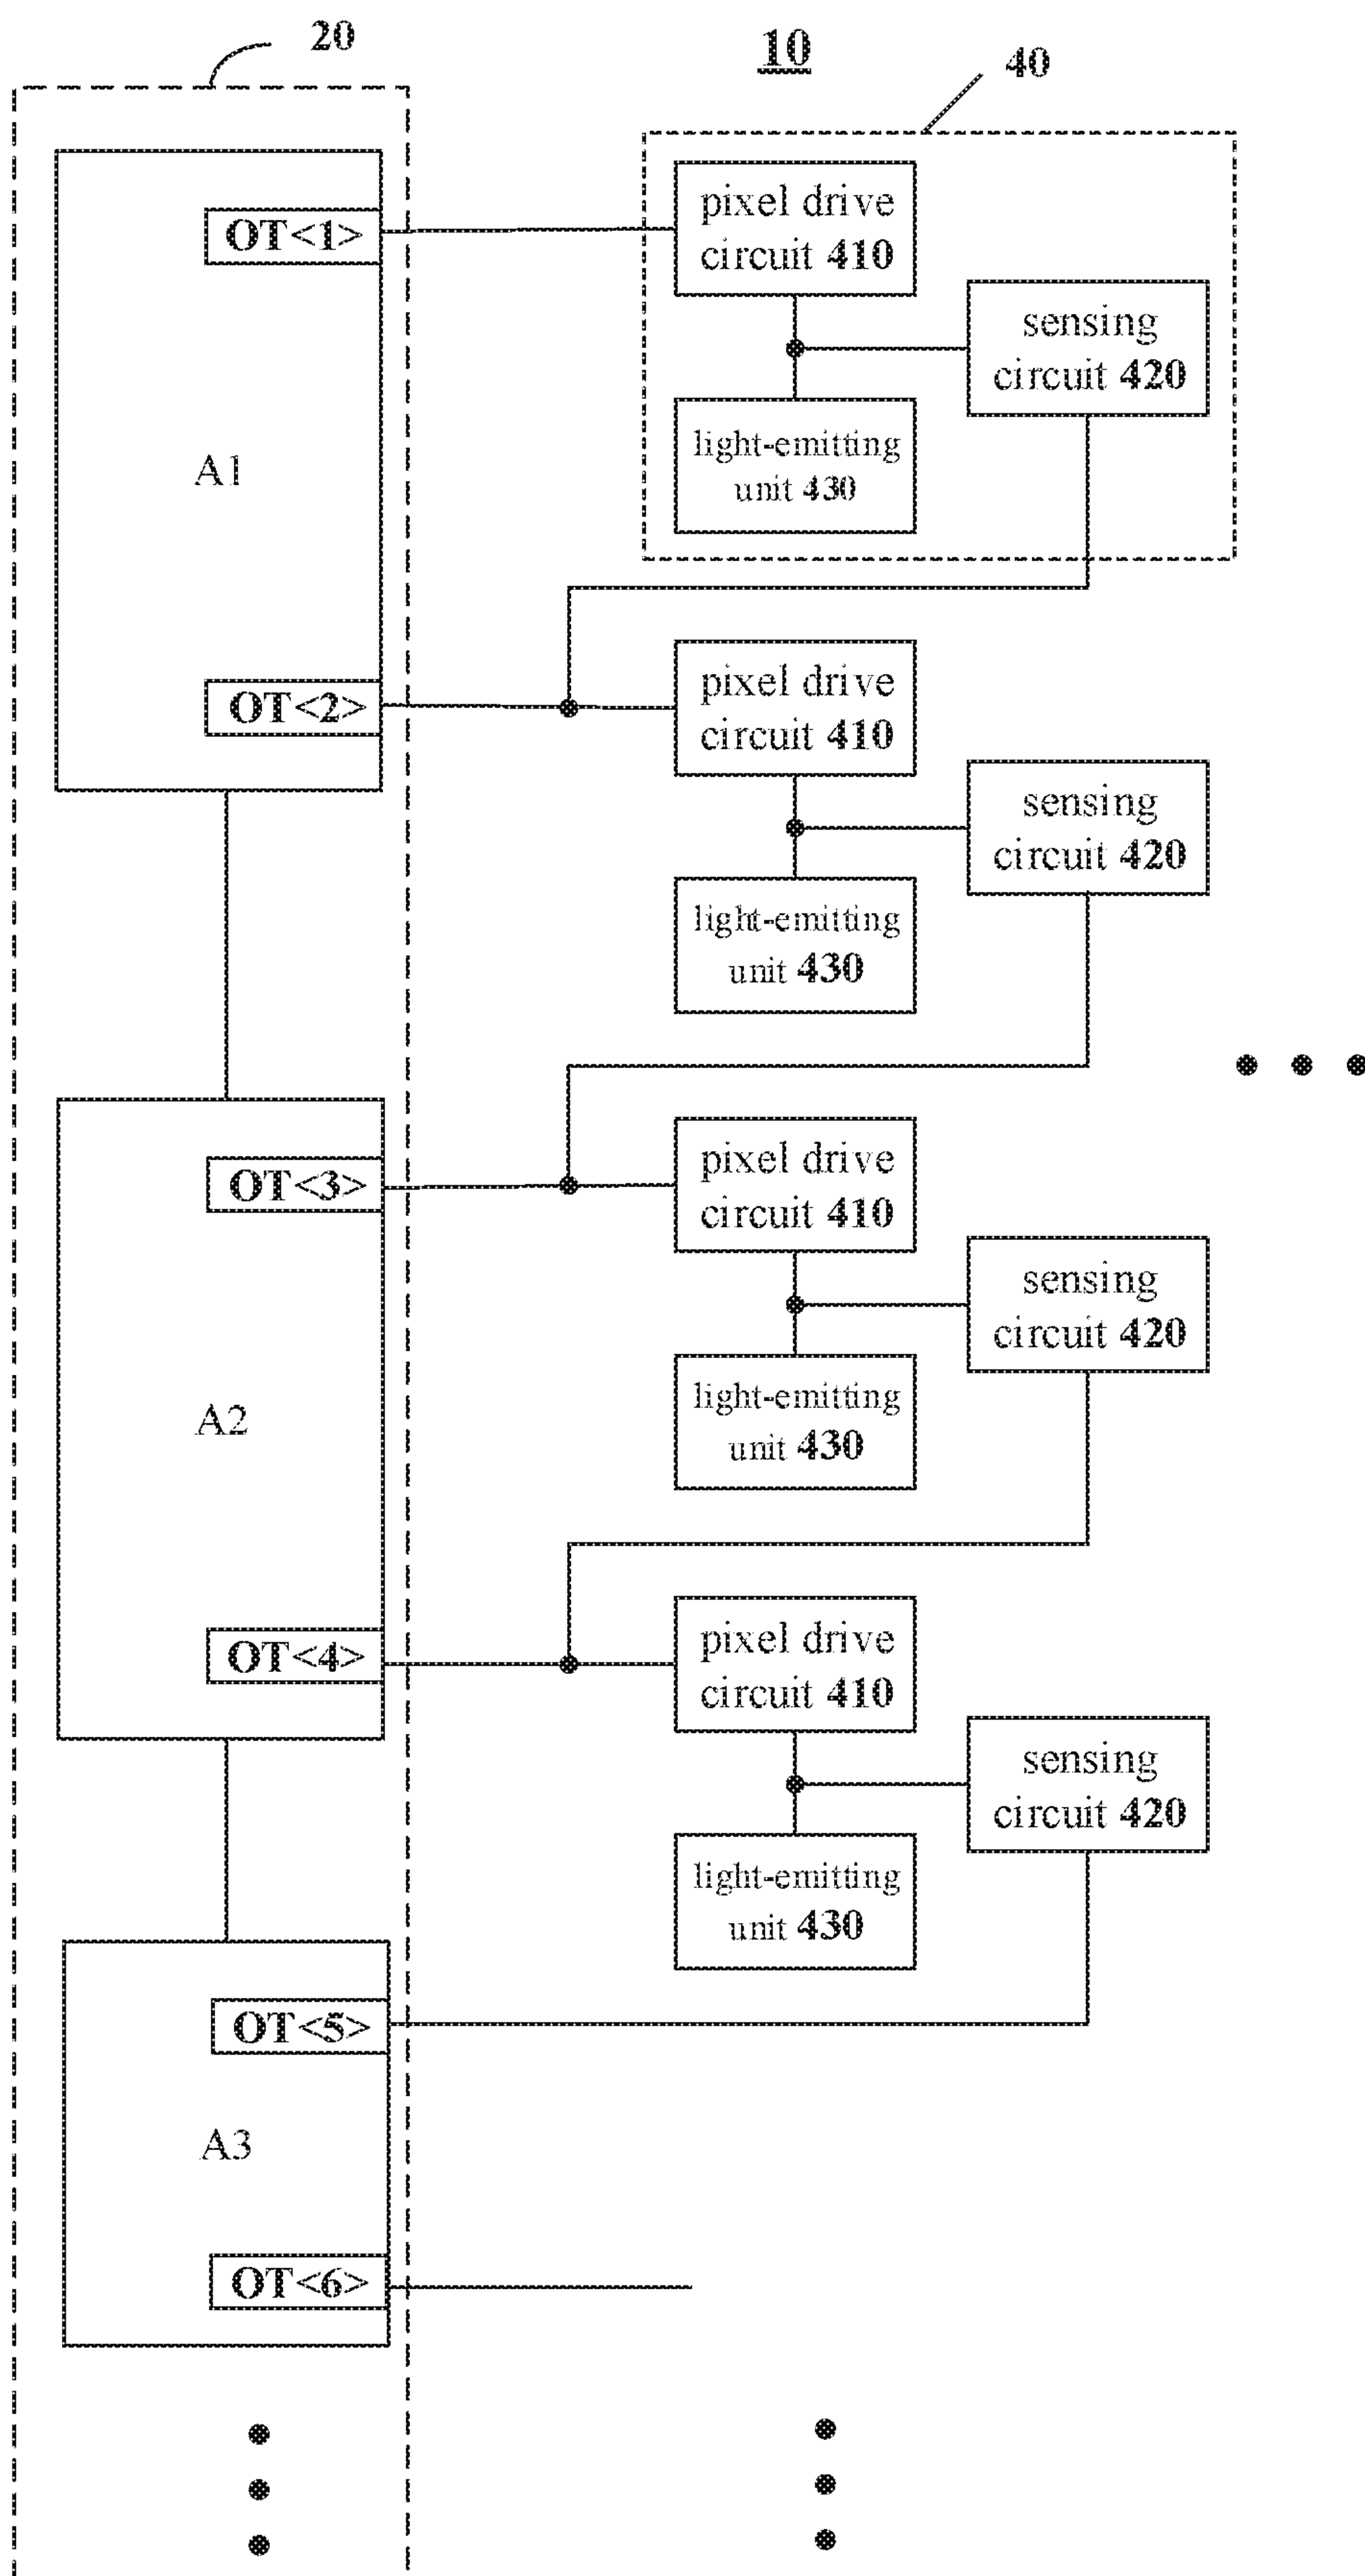 20
10
40
OT<1>
pixel drive
circuit 410
sensing
circuit 420
light-emitting
unit 430
A1
OT<2>
pixel drive
circuit 410
sensing
circuit 420
light-emitting
unit 430
OT<3>
pixel drive
circuit 410
sensing
circuit 420
light-emitting
unit 430
A2
OT<4>
pixel drive
circuit 410
sensing
circuit 420
light-emitting
unit 430
OT<5>
A3
OT<6>